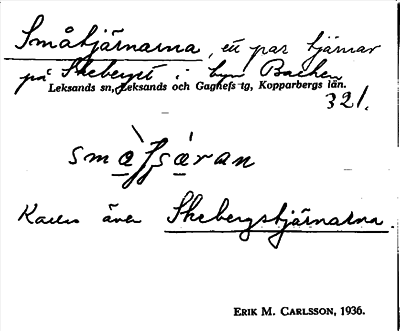 Småtjärnarna, ett par tjärnar
på Skeberget i byn Backen
Leksands sn, Leksands och Gagnefs tg, Kopparbergs län.
321.
Kallas även Skebergstjärnarna.
ERIK M. CARLSSON, 1936.